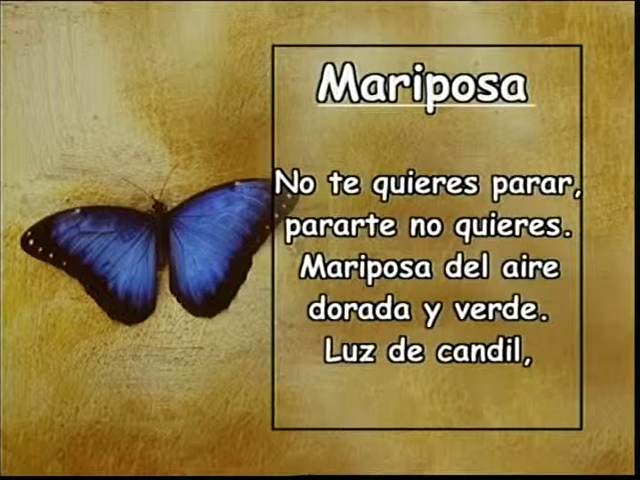 Mariposa
No te quieres parar,
pararte no quieres.
Mariposa del aire
dorada y verde.
Luz de candil,